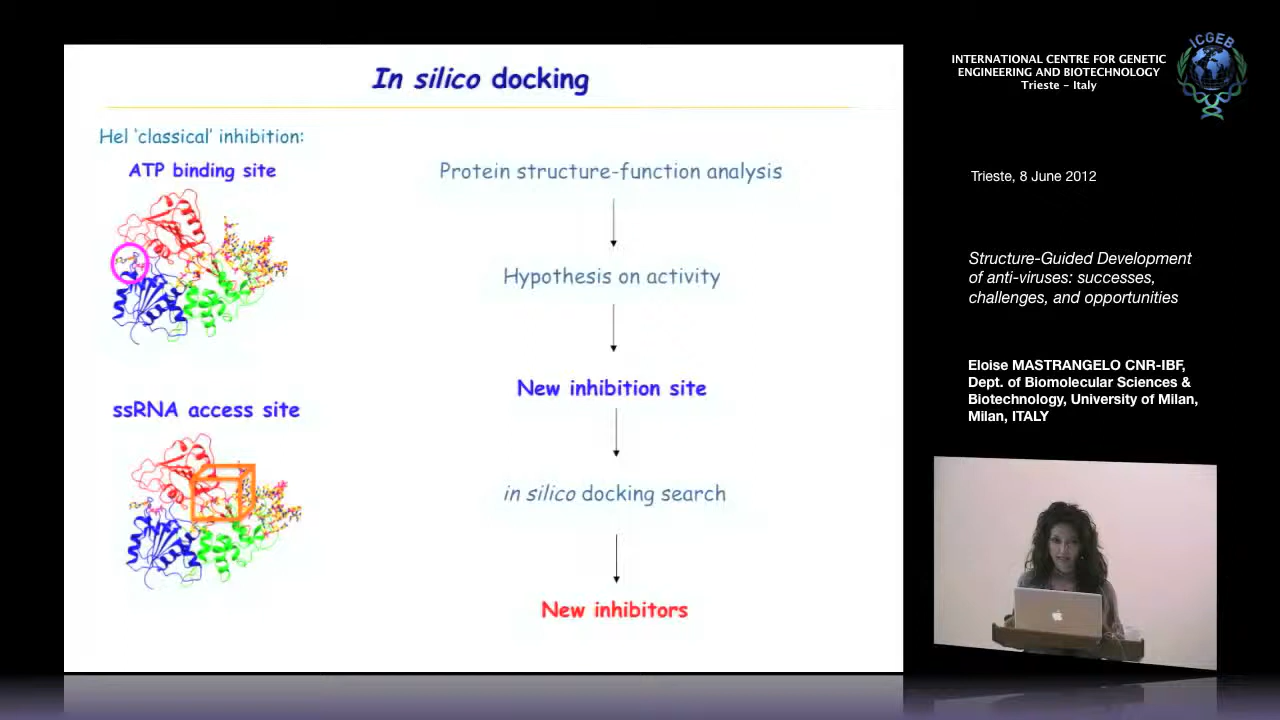 In silico docking
Hel 'classical' inhibition:
ATP binding site
ssRNA access site
Protein structure-function analysis
Hypothesis on activity
New inhibition site
in silico docking search
New inhibitors
INTERNATIONAL CENTRE FOR GENETIC
ENGINEERING AND BIOTECHNOLOGY
Trieste - Italy
ICGEB
Trieste, 8 June 2012
Structure-Guided Development
of anti-viruses: successes,
challenges, and opportunities
Eloise MASTRANGELO CNR-IBF,
Dept. of Biomolecular Sciences &
Biotechnology, University of Milan,
Milan, ITALY